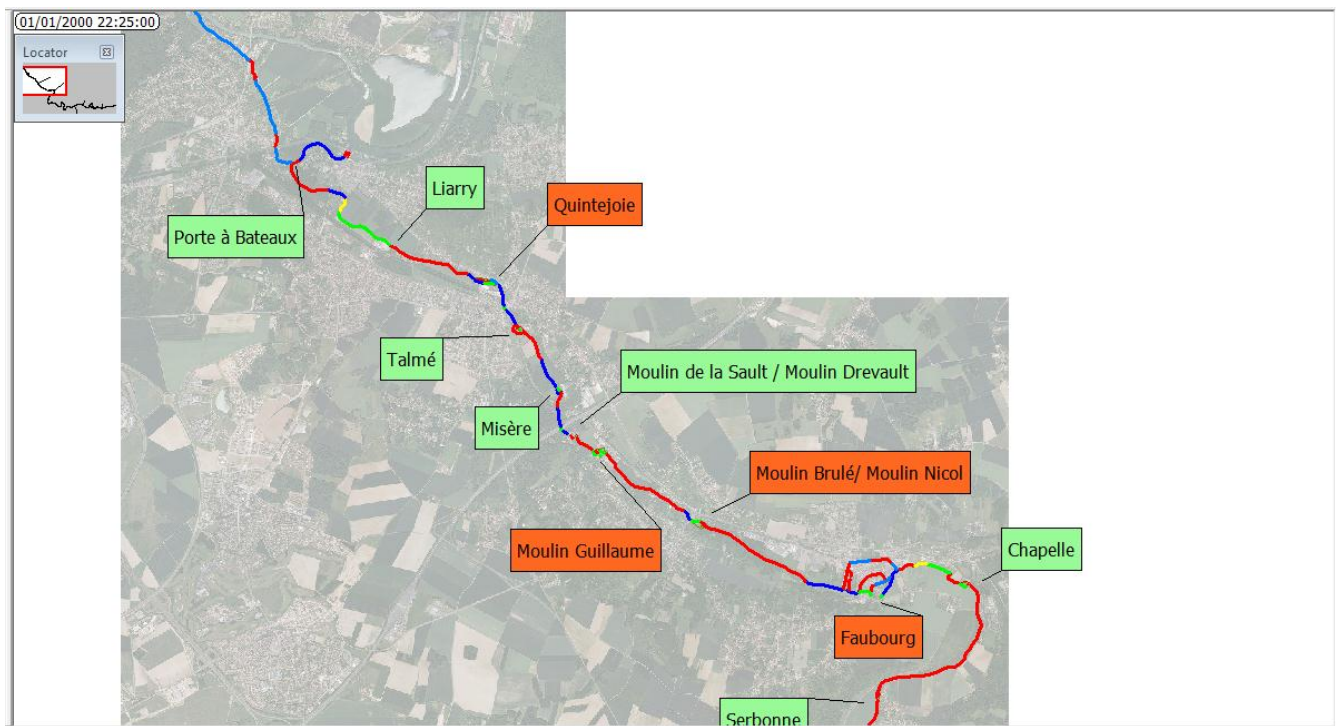 01/01/2000 22:25:00
Locator
Liarry
Quintejoie
Porte à Bateaux
Talmé
Moulin de la Sault / Moulin Drevault
Misère
Moulin Brulé/ Moulin Nicol
Moulin Guillaume
Chapelle
Faubourg
Serbonne